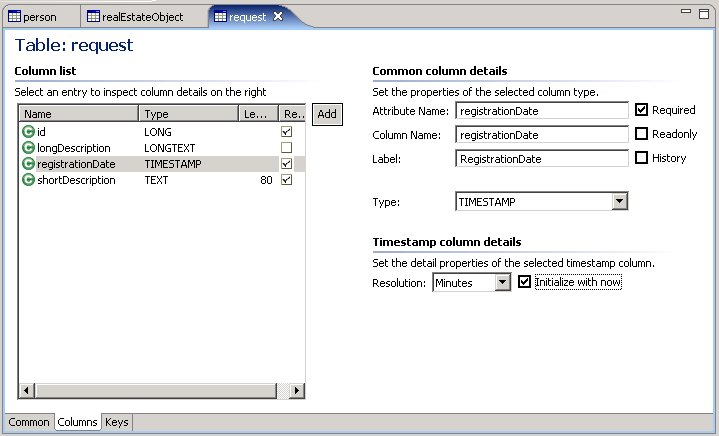 person realEstateObject request
Table: request
Column list
Select an entry to inspect column details on the right
Name Type Le... Re...
id LONG
longDescription LONGTEXT
registrationDate TIMESTAMP
shortDescription TEXT 80
Add
Common column details
Set the properties of the selected column type.
Attribute Name: registrationDate Required
Column Name: registrationDate Readonly
Label: RegistrationDate History
Type: TIMESTAMP
Timestamp column details
Set the detail properties of the selected timestamp column.
Resolution: Minutes Initialize with now
Common Columns Keys